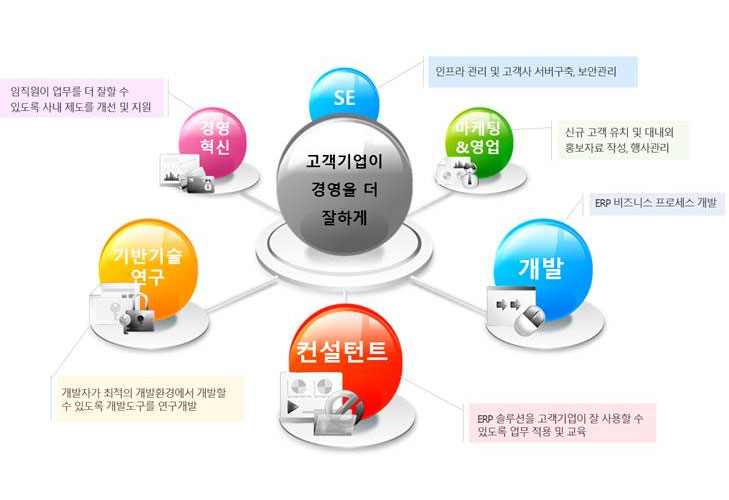 SE
인프라 관리 및 고객사 서버구축, 보안관리
임직원이 업무를 더 잘할 수
있도록 사내 제도를 개선 및 지원
경영
혁신
마케팅
&영업
신규 고객 유치 및 대내외
홍보자료 작성, 행사관리
고객기업이
경영을 더
잘하게
ERP 비즈니스 프로세스 개발
기반기술
연구
개발
컨설턴트
개발자가 최적의 개발환경에서 개발할
수 있도록 개발도구를 연구개발
ERP 솔루션을 고객기업이 잘 사용할 수
있도록 업무 적용 및 교육